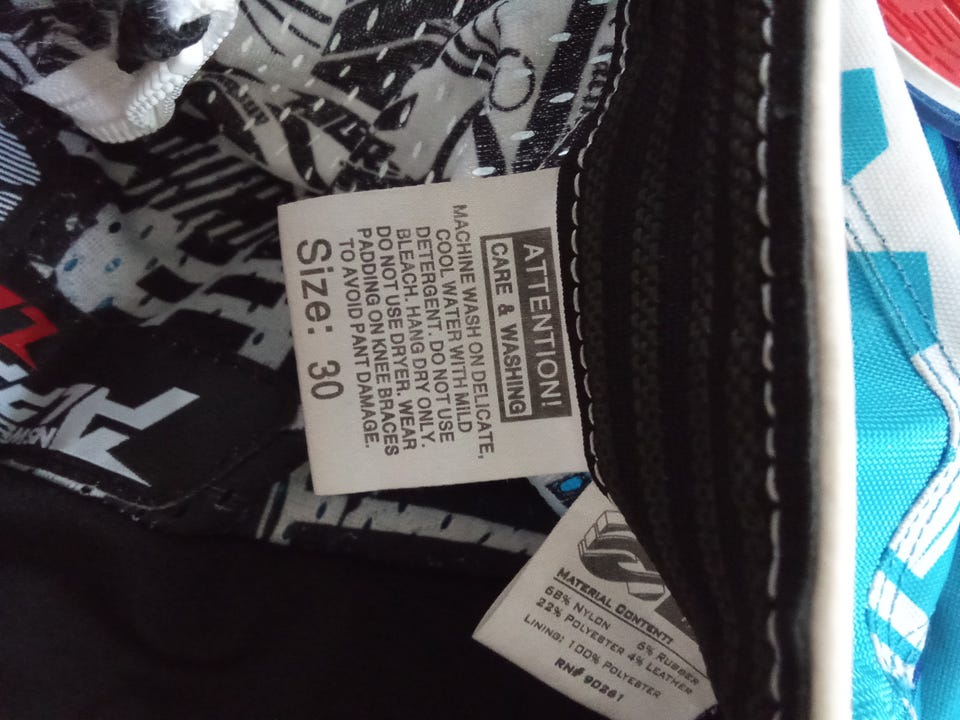 ATTENTION!
CARE & WASHING
MACHINE WASH ON DELICATE,
COOL WATER WITH MILD
DETERGENT. DO NOT USE
BLEACH. HANG DRY ONLY.
DO NOT USE DRYER. WEAR
PADDING ON KNEE BRACES
TO AVOID PANT DAMAGE.
Size: 30
MATERIAL CONTENT:
68% NYLON 6% RUBBER
22% POLYESTER 4% LEATHER
LINING: 100% POLYESTER
RN# 90261